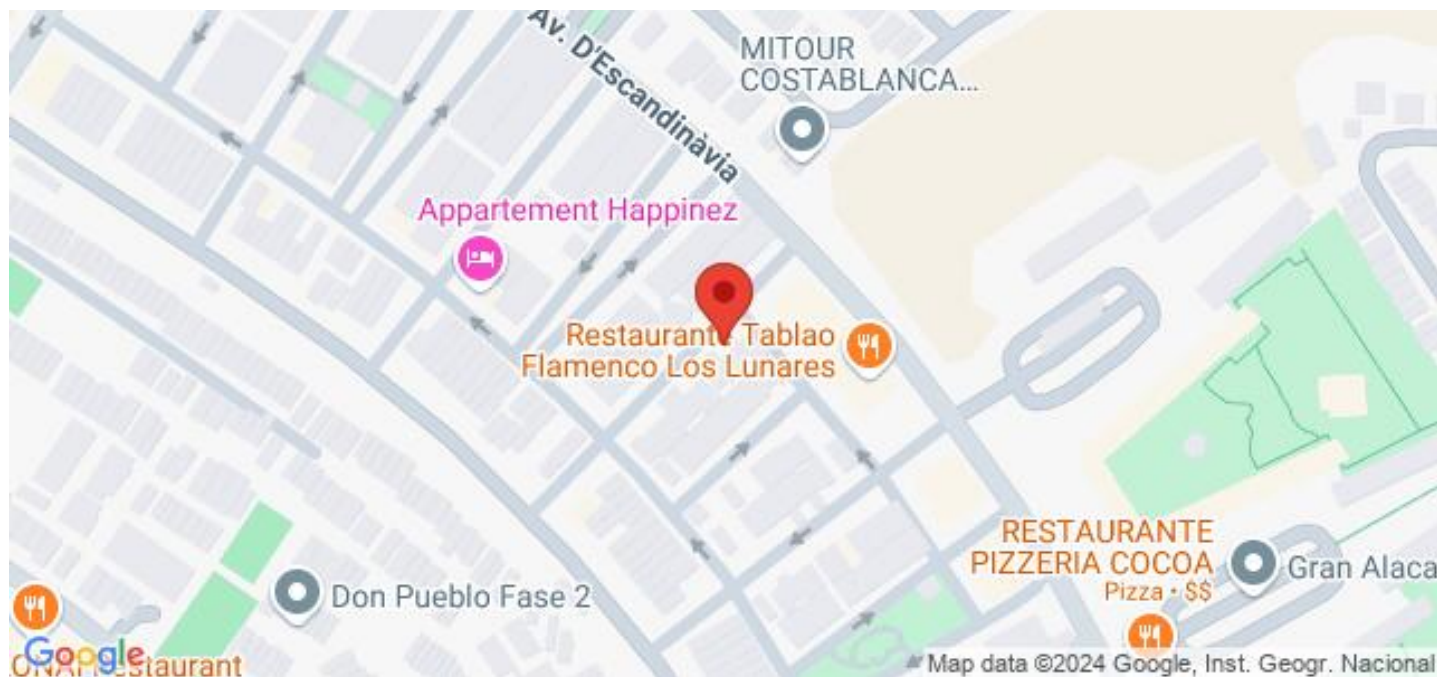 Av. D'Escandinàvia
MITOUR
COSTABLANCA...
Appartement Happinez
Restaurante Tablao
Flamenco Los Lunares
RESTAURANTE
PIZZERIA COCOA
Pizza • $$
Gran Alaca
Don Pueblo Fase 2
Google
Restaurant
Map data ©2024 Google, Inst. Geogr. Nacional